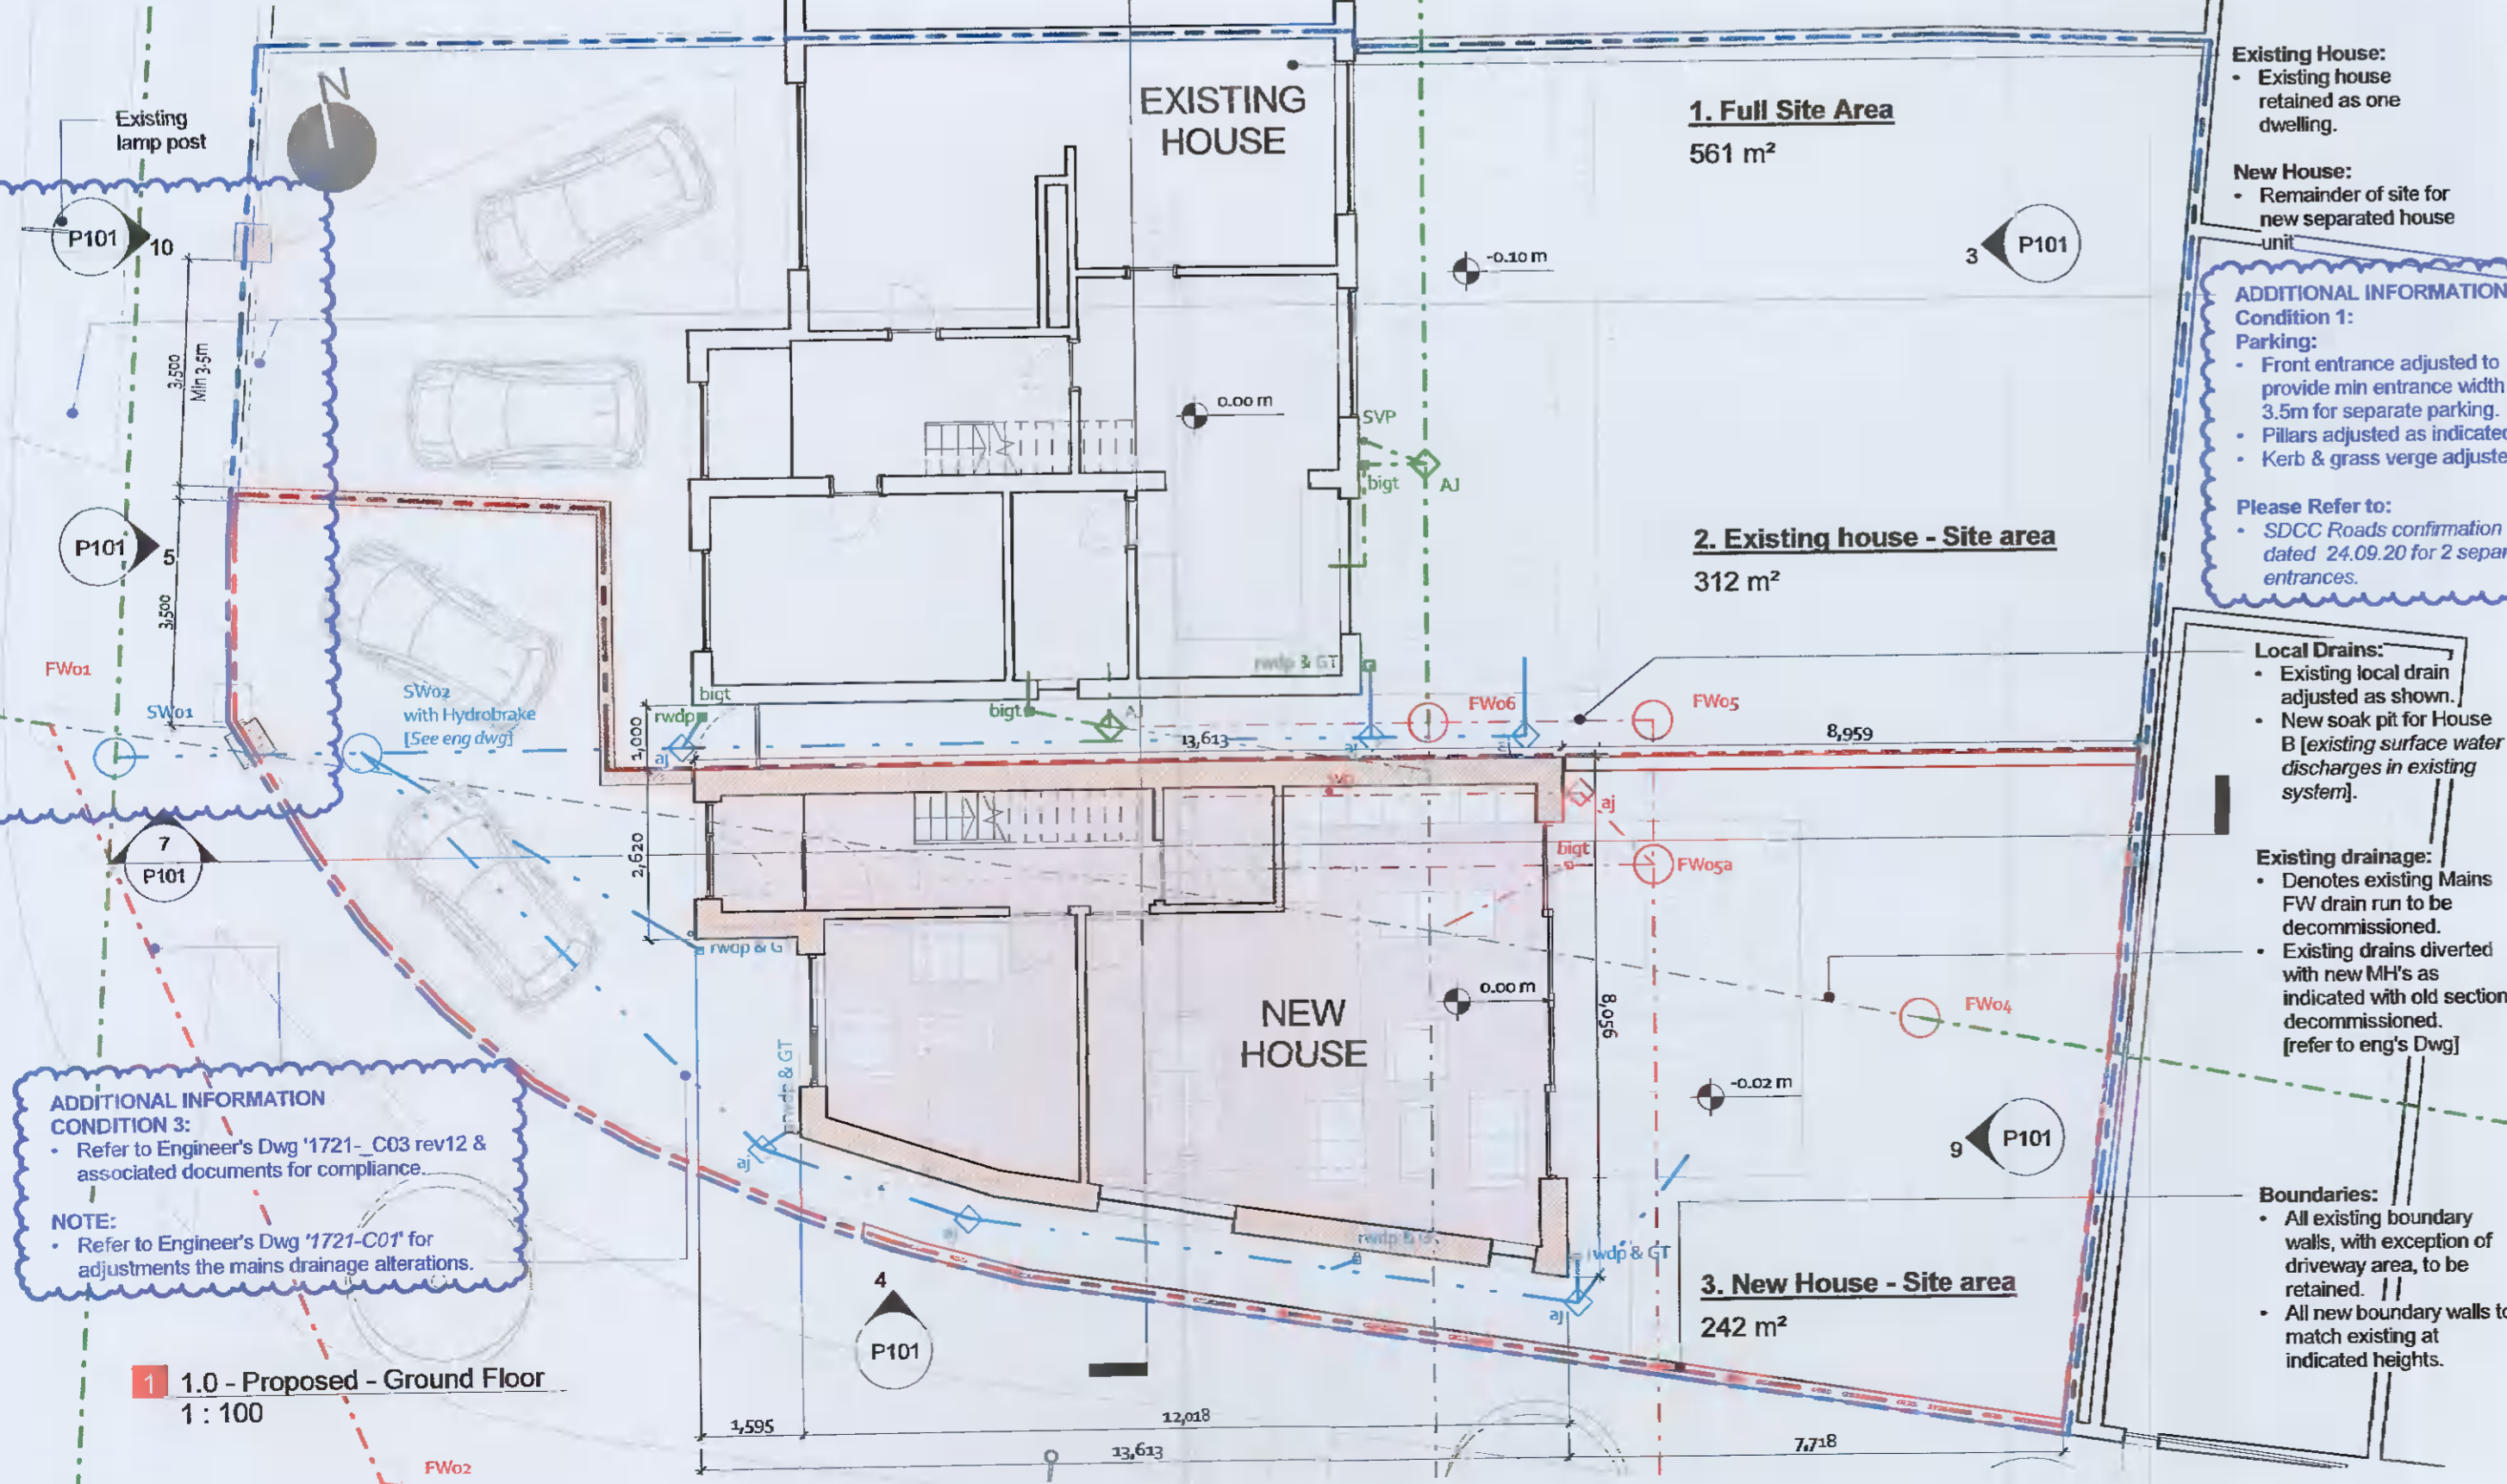 N
Existing
lamp post
P101
10
3,500
Min 3.5m
P101
5
3,500
FW01
SW01
SW02
with Hydrobrake
[See eng dwg]
7
P101
EXISTING
HOUSE
0.00 m
-0.10 m
SVP
bigt
AJ
rwdp & GT
bigt
rwdp
bigt
aj
aj
1,000
13,613
FW06
FW05
8,959
2,620
aj
bigt
FW05a
rwdp & G
NEW
HOUSE
0.00 m
8,056
FW04
-0.02 m
rwdp & GT
aj
aj
rwdp & GT
aj
1. Full Site Area
561 m²
3
P101
2. Existing house - Site area
312 m²
9
P101
3. New House - Site area
242 m²
4
P101
1,595
12,018
13,613
7,718
FW02
ADDITIONAL INFORMATION
CONDITION 3:
• Refer to Engineer's Dwg '1721-_C03 rev12 &
associated documents for compliance.
NOTE:
• Refer to Engineer's Dwg '1721-C01' for
adjustments the mains drainage alterations.
1 1.0 - Proposed - Ground Floor
1 : 100
Existing House:
• Existing house
retained as one
dwelling.
New House:
• Remainder of site for
new separated house
unit
ADDITIONAL INFORMATION
Condition 1:
Parking:
• Front entrance adjusted to
provide min entrance width
3.5m for separate parking.
• Pillars adjusted as indicated
• Kerb & grass verge adjuste
Please Refer to:
• SDCC Roads confirmation
dated 24.09.20 for 2 separ
entrances.
Local Drains:
• Existing local drain
adjusted as shown.
• New soak pit for House
B [existing surface water
discharges in existing
system].
Existing drainage:
• Denotes existing Mains
FW drain run to be
decommissioned.
• Existing drains diverted
with new MH's as
indicated with old section
decommissioned.
[refer to eng's Dwg]
Boundaries:
• All existing boundary
walls, with exception of
driveway area, to be
retained.
• All new boundary walls to
match existing at
indicated heights.